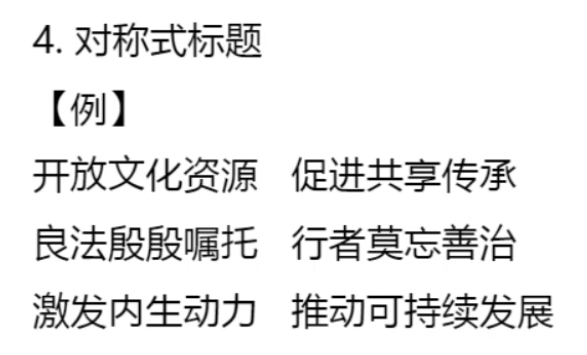 4. 对称式标题
【例】
开放文化资源 促进共享传承
良法殷殷嘱托 行者莫忘善治
激发内生动力 推动可持续发展